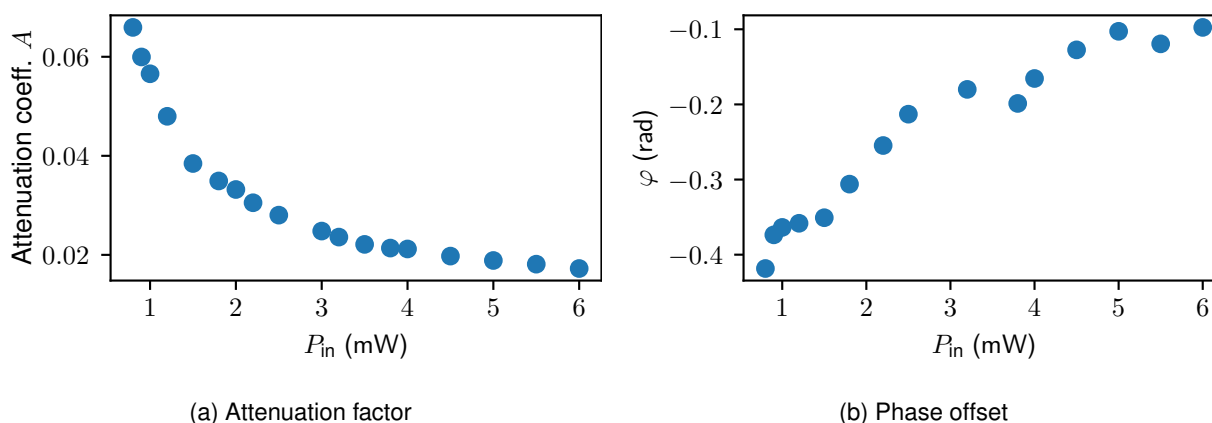 Attenuation coeff. A
0.06
0.04
0.02
1 2 3 4 5 6
P_in (mW)
(a) Attenuation factor
φ (rad)
−0.1
−0.2
−0.3
−0.4
1 2 3 4 5 6
P_in (mW)
(b) Phase offset